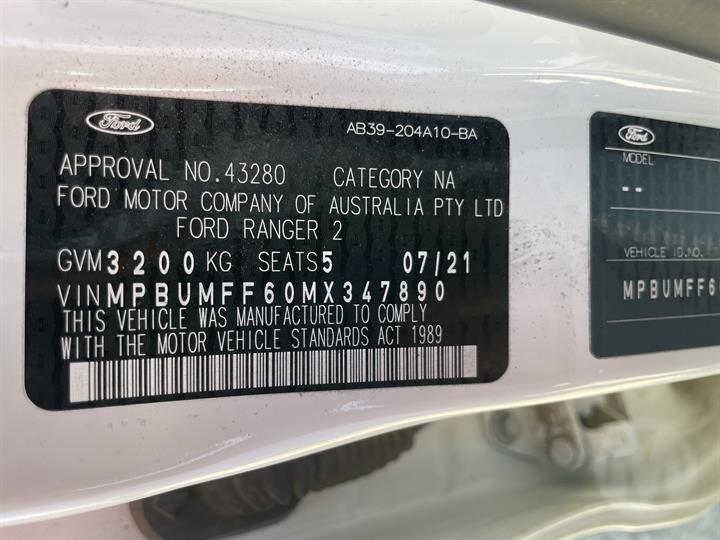 Ford
AB39-204A10-BA
APPROVAL NO.43280 CATEGORY NA
FORD MOTOR COMPANY OF AUSTRALIA PTY LTD
FORD RANGER 2
GVM3200KG SEATS5 07/21
VINMPBUMFF60MX347890
THIS VEHICLE WAS MANUFACTURED TO COMPLY
WITH THE MOTOR VEHICLE STANDARDS ACT 1989
Ford
MODEL
--
VEHICLE ID.NO.
MPBUMFF6